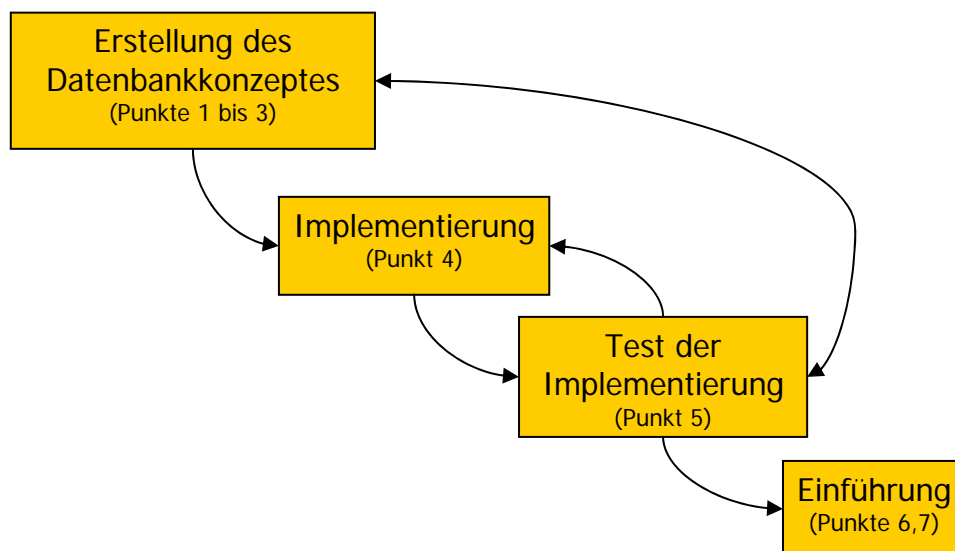 Erstellung des
Datenbankkonzeptes
(Punkte 1 bis 3)
Implementierung
(Punkt 4)
Test der
Implementierung
(Punkt 5)
Einführung
(Punkte 6,7)